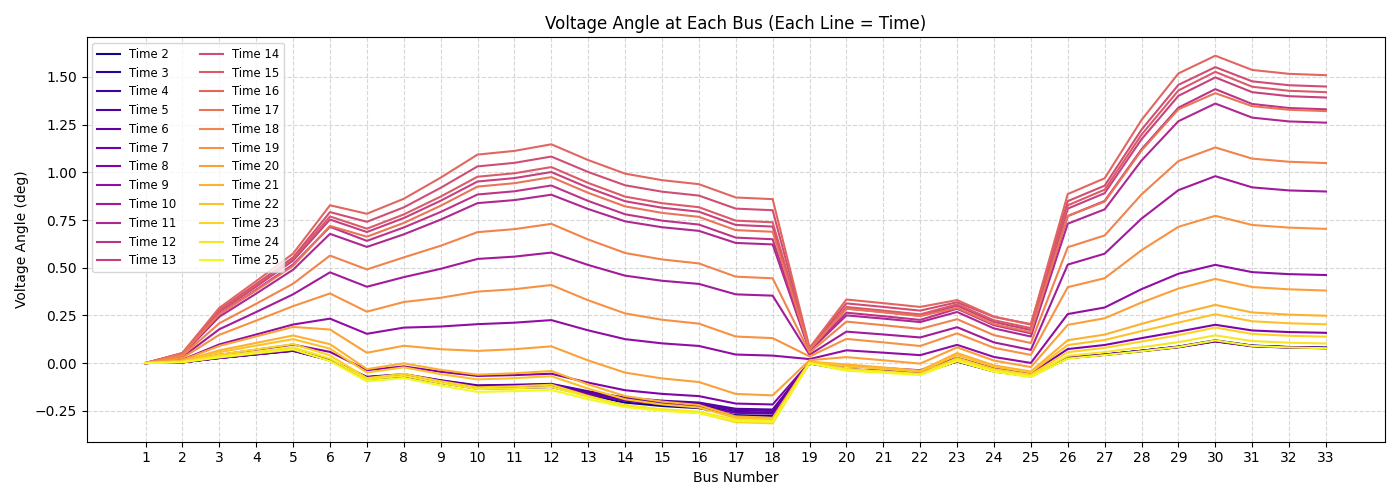 Voltage Angle at Each Bus (Each Line = Time)
Voltage Angle (deg)
1.50
1.25
1.00
0.75
0.50
0.25
0.00
−0.25
Time 2
Time 3
Time 4
Time 5
Time 6
Time 7
Time 8
Time 9
Time 10
Time 11
Time 12
Time 13
Time 14
Time 15
Time 16
Time 17
Time 18
Time 19
Time 20
Time 21
Time 22
Time 23
Time 24
Time 25
1 2 3 4 5 6 7 8 9 10 11 12 13 14 15 16 17 18 19 20 21 22 23 24 25 26 27 28 29 30 31 32 33
Bus Number